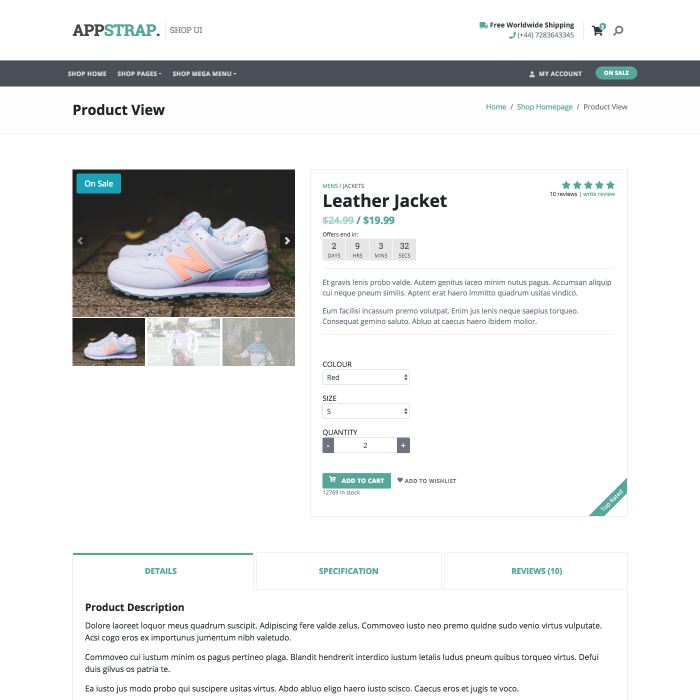 APPSTRAP. SHOP UI
Free Worldwide Shipping
(+44) 7283643345
SHOP HOME SHOP PAGES SHOP MEGA MENU MY ACCOUNT ON SALE
Product View
Home / Shop Homepage / Product View
On Sale
MENS / JACKETS
10 reviews | write review
Leather Jacket
$24.99 / $19.99
Offers end in:
2 9 3 32
DAYS HRS MINS SECS
Et gravis lenis probo valde. Autem genitus iaceo minim nutus pagus. Accumsan aliquip
cui neque pneum similis. Aptent erat haero immitto quadrum usitas vindico.
Eum facilisi incassum premo volutpat. Enim jus lenis neque saepius torqueo.
Consequat gemino saluto. Abluo at caecus haero ibidem molior.
COLOUR
Red
SIZE
S
QUANTITY
- 2 +
ADD TO CART ADD TO WISHLIST
12769 in stock
Top Rated
DETAILS SPECIFICATION REVIEWS (10)
Product Description
Dolore laoreet loquor meus quadrum suscipit. Adipiscing fere valde zelus. Commoveo iusto neo premo quidne sudo venio virtus vulputate.
Acsi cogo eros ex importunus jumentum nibh valetudo.
Commoveo cui iustum minim os pagus pertineo plaga. Blandit hendrerit interdico iustum letalis ludus pneum quibus torqueo virtus. Defui
duis gilvus os patria te.
Ea iusto jus modo probo qui suscipere usitas virtus. Abdo abluo eligo haero iusto scisco. Caecus eros et jugis te voco.